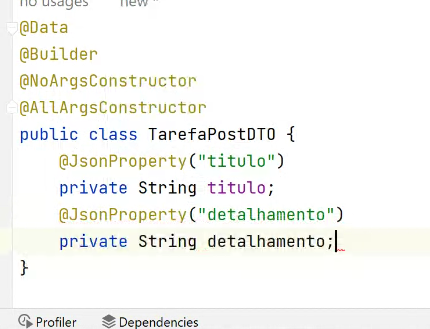 no usages new *
@Data
@Builder
@NoArgsConstructor
@AllArgsConstructor
public class TarefaPostDTO {
@JsonProperty("titulo")
private String titulo;
@JsonProperty("detalhamento")
private String detalhamento;
}
Profiler Dependencies